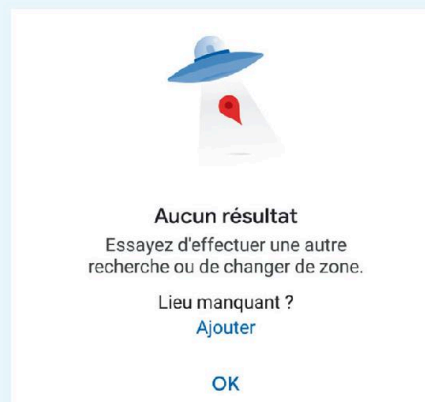 Aucun résultat
Essayez d'effectuer une autre
recherche ou de changer de zone.
Lieu manquant ?
Ajouter
OK